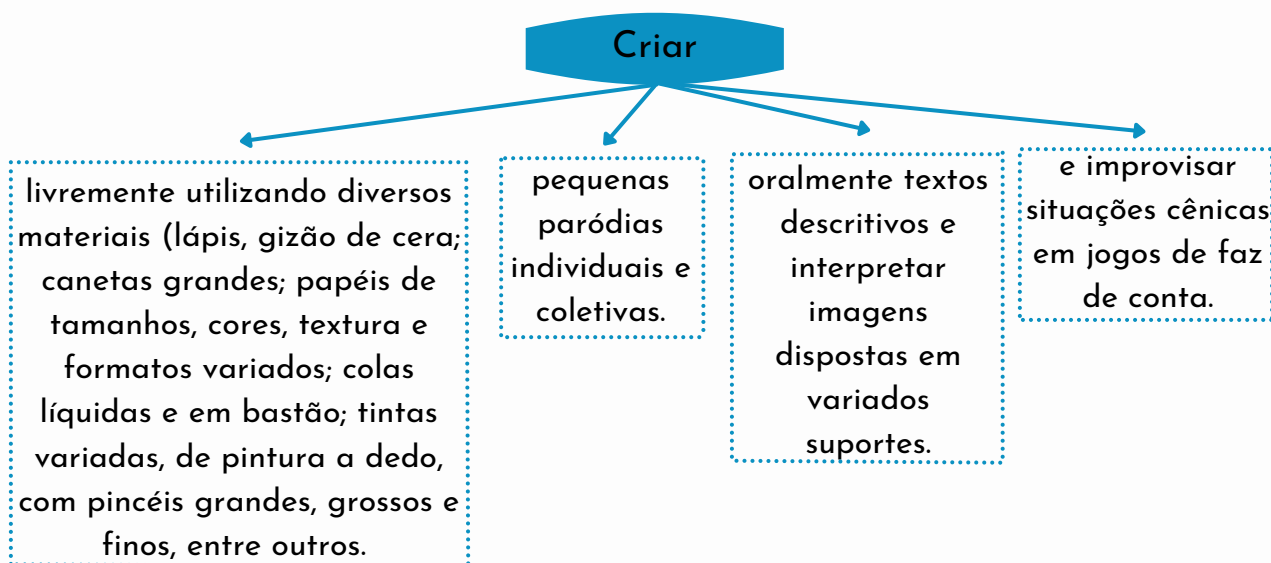 Criar
livremente utilizando diversos
materiais (lápis, gizão de cera;
canetas grandes; papéis de
tamanhos, cores, textura e
formatos variados; colas
líquidas e em bastão; tintas
variadas, de pintura a dedo,
com pincéis grandes, grossos e
finos, entre outros.
pequenas
paródias
individuais e
coletivas.
oralmente textos
descritivos e
interpretar
imagens
dispostas em
variados
suportes.
e improvisar
situações cênicas
em jogos de faz
de conta.